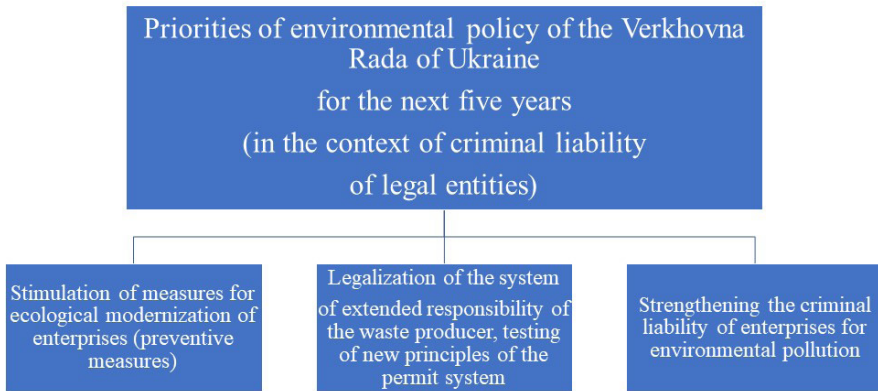 Priorities of environmental policy of the Verkhovna
Rada of Ukraine
for the next five years
(in the context of criminal liability
of legal entities)
Stimulation of measures for
ecological modernization of
enterprises (preventive
measures)
Legalization of the system
of extended responsibility of
the waste producer, testing
of new principles of the
permit system
Strengthening the criminal
liability of enterprises for
environmental pollution